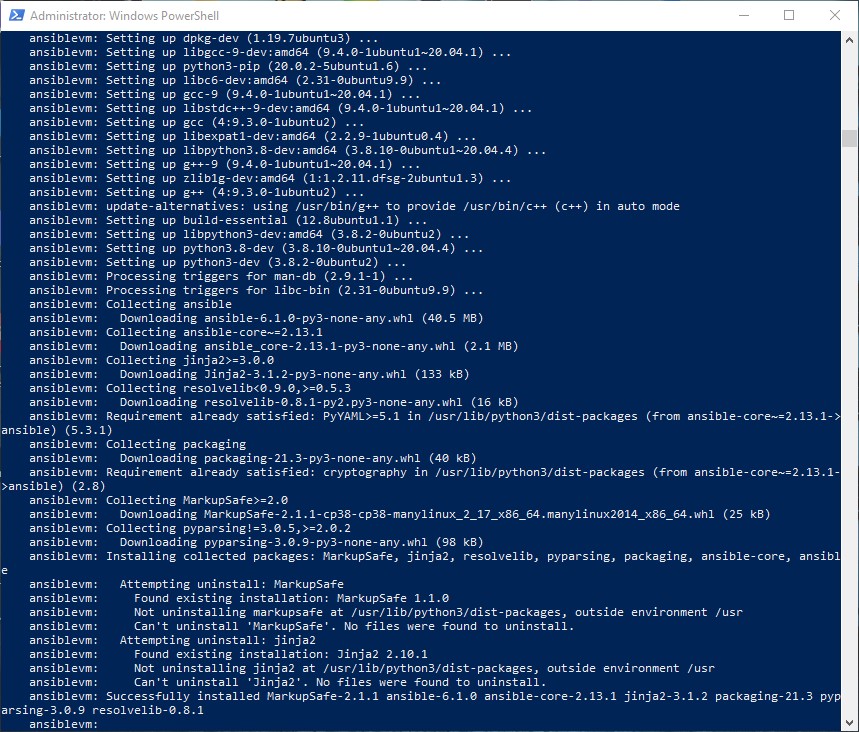 Administrator: Windows PowerShell
ansiblevm: Setting up dpkg-dev (1.19.7ubuntu3) ...
ansiblevm: Setting up libgcc-9-dev:amd64 (9.4.0-1ubuntu1~20.04.1) ...
ansiblevm: Setting up python3-pip (20.0.2-5ubuntu1.6) ...
ansiblevm: Setting up libc6-dev:amd64 (2.31-0ubuntu9.9) ...
ansiblevm: Setting up gcc-9 (9.4.0-1ubuntu1~20.04.1) ...
ansiblevm: Setting up libstdc++-9-dev:amd64 (9.4.0-1ubuntu1~20.04.1) ...
ansiblevm: Setting up gcc (4:9.3.0-1ubuntu2) ...
ansiblevm: Setting up libexpat1-dev:amd64 (2.2.9-1ubuntu0.4) ...
ansiblevm: Setting up libpython3.8-dev:amd64 (3.8.10-0ubuntu1~20.04.4) ...
ansiblevm: Setting up g++-9 (9.4.0-1ubuntu1~20.04.1) ...
ansiblevm: Setting up zlib1g-dev:amd64 (1:1.2.11.dfsg-2ubuntu1.3) ...
ansiblevm: Setting up g++ (4:9.3.0-1ubuntu2) ...
ansiblevm: update-alternatives: using /usr/bin/g++ to provide /usr/bin/c++ (c++) in auto mode
ansiblevm: Setting up build-essential (12.8ubuntu1.1) ...
ansiblevm: Setting up libpython3-dev:amd64 (3.8.2-0ubuntu2) ...
ansiblevm: Setting up python3.8-dev (3.8.10-0ubuntu1~20.04.4) ...
ansiblevm: Setting up python3-dev (3.8.2-0ubuntu2) ...
ansiblevm: Processing triggers for man-db (2.9.1-1) ...
ansiblevm: Processing triggers for libc-bin (2.31-0ubuntu9.9) ...
ansiblevm: Collecting ansible
ansiblevm:   Downloading ansible-6.1.0-py3-none-any.whl (40.5 MB)
ansiblevm: Collecting ansible-core~=2.13.1
ansiblevm:   Downloading ansible_core-2.13.1-py3-none-any.whl (2.1 MB)
ansiblevm: Collecting jinja2>=3.0.0
ansiblevm:   Downloading Jinja2-3.1.2-py3-none-any.whl (133 kB)
ansiblevm: Collecting resolvelib<0.9.0,>=0.5.3
ansiblevm:   Downloading resolvelib-0.8.1-py2.py3-none-any.whl (16 kB)
ansiblevm: Requirement already satisfied: PyYAML>=5.1 in /usr/lib/python3/dist-packages (from ansible-core~=2.13.1->
ansible) (5.3.1)
ansiblevm: Collecting packaging
ansiblevm:   Downloading packaging-21.3-py3-none-any.whl (40 kB)
ansiblevm: Requirement already satisfied: cryptography in /usr/lib/python3/dist-packages (from ansible-core~=2.13.1-
>ansible) (2.8)
ansiblevm: Collecting MarkupSafe>=2.0
ansiblevm:   Downloading MarkupSafe-2.1.1-cp38-cp38-manylinux_2_17_x86_64.manylinux2014_x86_64.whl (25 kB)
ansiblevm: Collecting pyparsing!=3.0.5,>=2.0.2
ansiblevm:   Downloading pyparsing-3.0.9-py3-none-any.whl (98 kB)
ansiblevm: Installing collected packages: MarkupSafe, jinja2, resolvelib, pyparsing, packaging, ansible-core, ansibl
e
ansiblevm:   Attempting uninstall: MarkupSafe
ansiblevm:     Found existing installation: MarkupSafe 1.1.0
ansiblevm:     Not uninstalling markupsafe at /usr/lib/python3/dist-packages, outside environment /usr
ansiblevm:     Can't uninstall 'MarkupSafe'. No files were found to uninstall.
ansiblevm:   Attempting uninstall: jinja2
ansiblevm:     Found existing installation: Jinja2 2.10.1
ansiblevm:     Not uninstalling jinja2 at /usr/lib/python3/dist-packages, outside environment /usr
ansiblevm:     Can't uninstall 'Jinja2'. No files were found to uninstall.
ansiblevm: Successfully installed MarkupSafe-2.1.1 ansible-6.1.0 ansible-core-2.13.1 jinja2-3.1.2 packaging-21.3 pyp
arsing-3.0.9 resolvelib-0.8.1
ansiblevm: